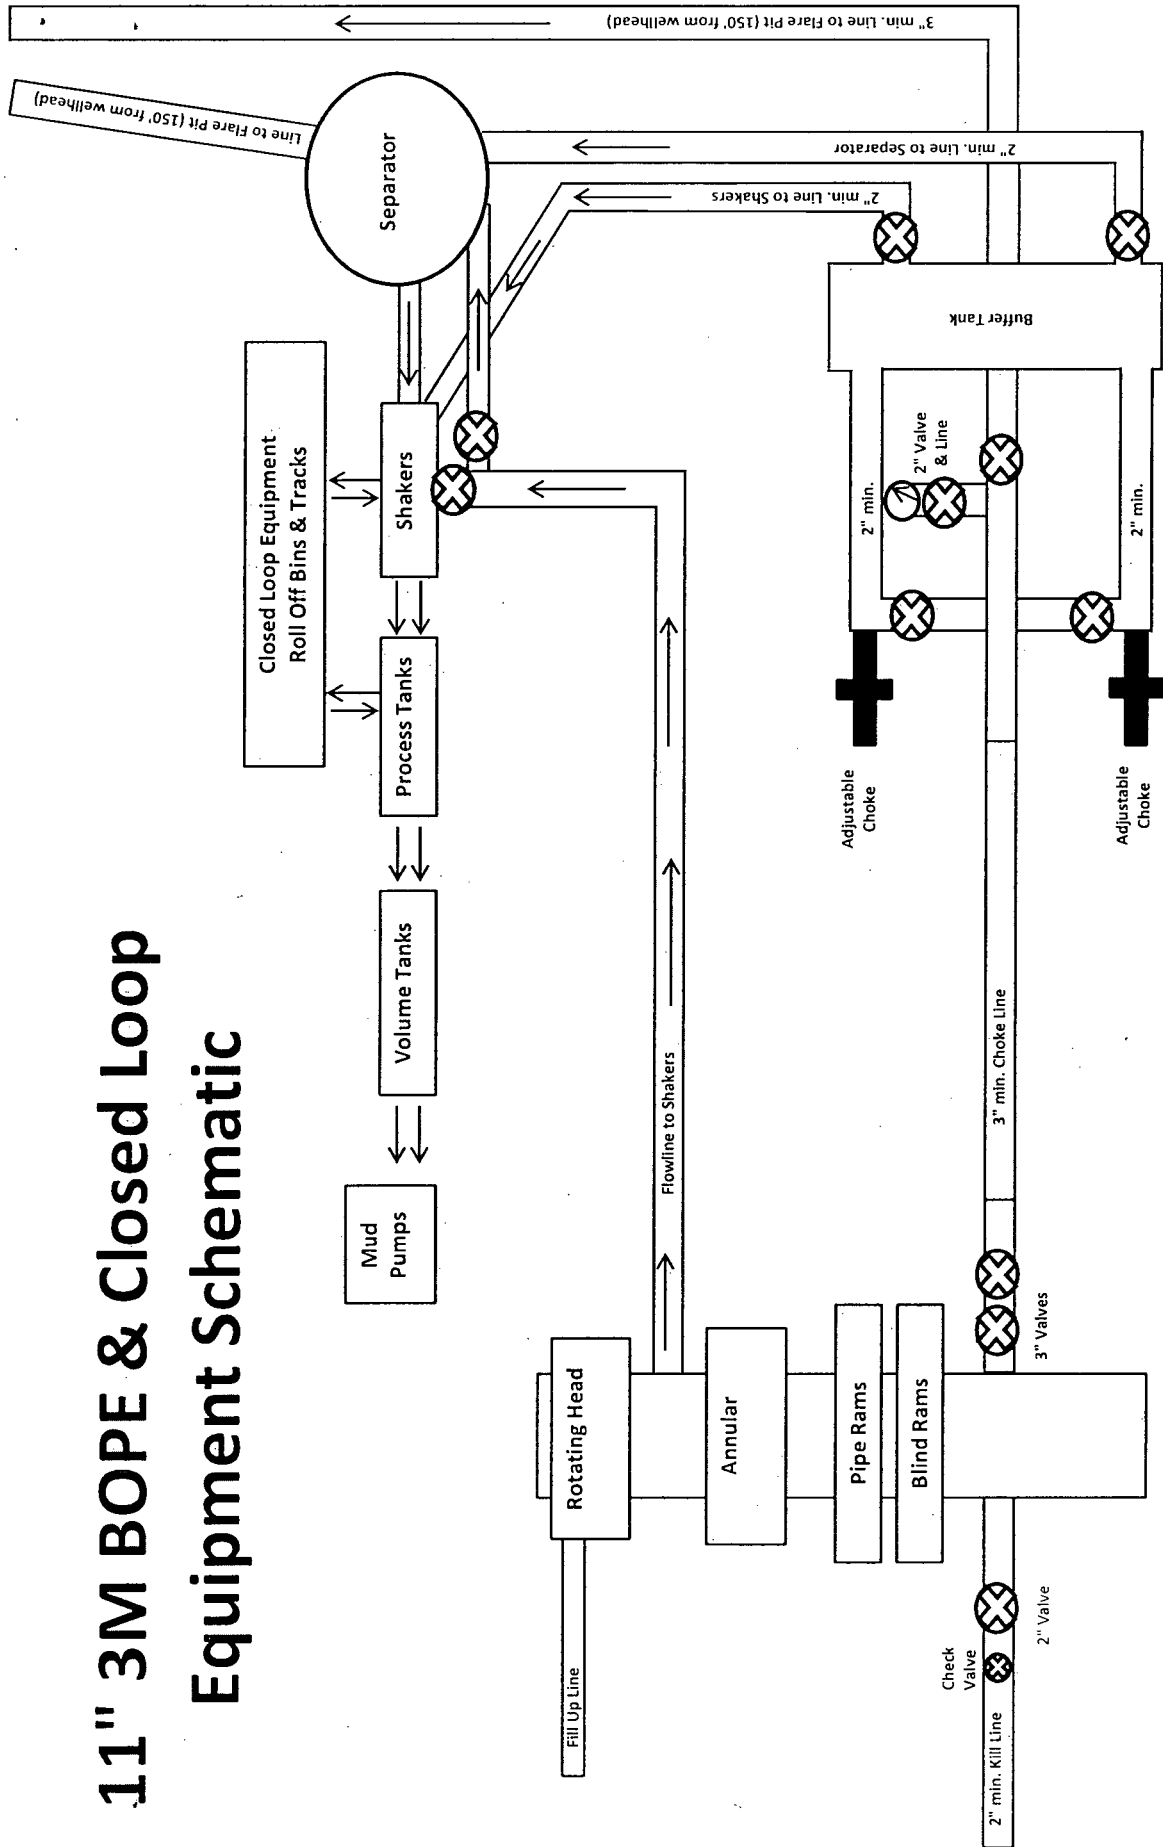 11" 3M BOPE & Closed Loop
Equipment Schematic
3" min. Line to Flare Pit (150' from wellhead)
Line to Flare Pit (150' from wellhead)
Separator
2" min. Line to Separator
2" min. Line to Shakers
Closed Loop Equipment
Roll Off Bins & Tracks
Shakers
Process Tanks
Volume Tanks
Mud
Pumps
Buffer Tank
2" Valve
& Line
2" min.
2" min.
Adjustable
Choke
Adjustable
Choke
Flowline to Shakers
3" min. Choke Line
3" Valves
Rotating Head
Annular
Pipe Rams
Blind Rams
Fill Up Line
Check
Valve
2" Valve
2" min. Kill Line